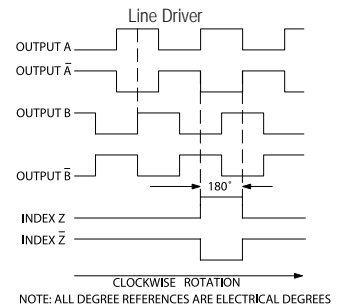 Line Driver
OUTPUT A
OUTPUT A̅
OUTPUT B
OUTPUT B̅
180°
INDEX Z
INDEX Z̅
CLOCKWISE ROTATION
NOTE: ALL DEGREE REFERENCES ARE ELECTRICAL DEGREES